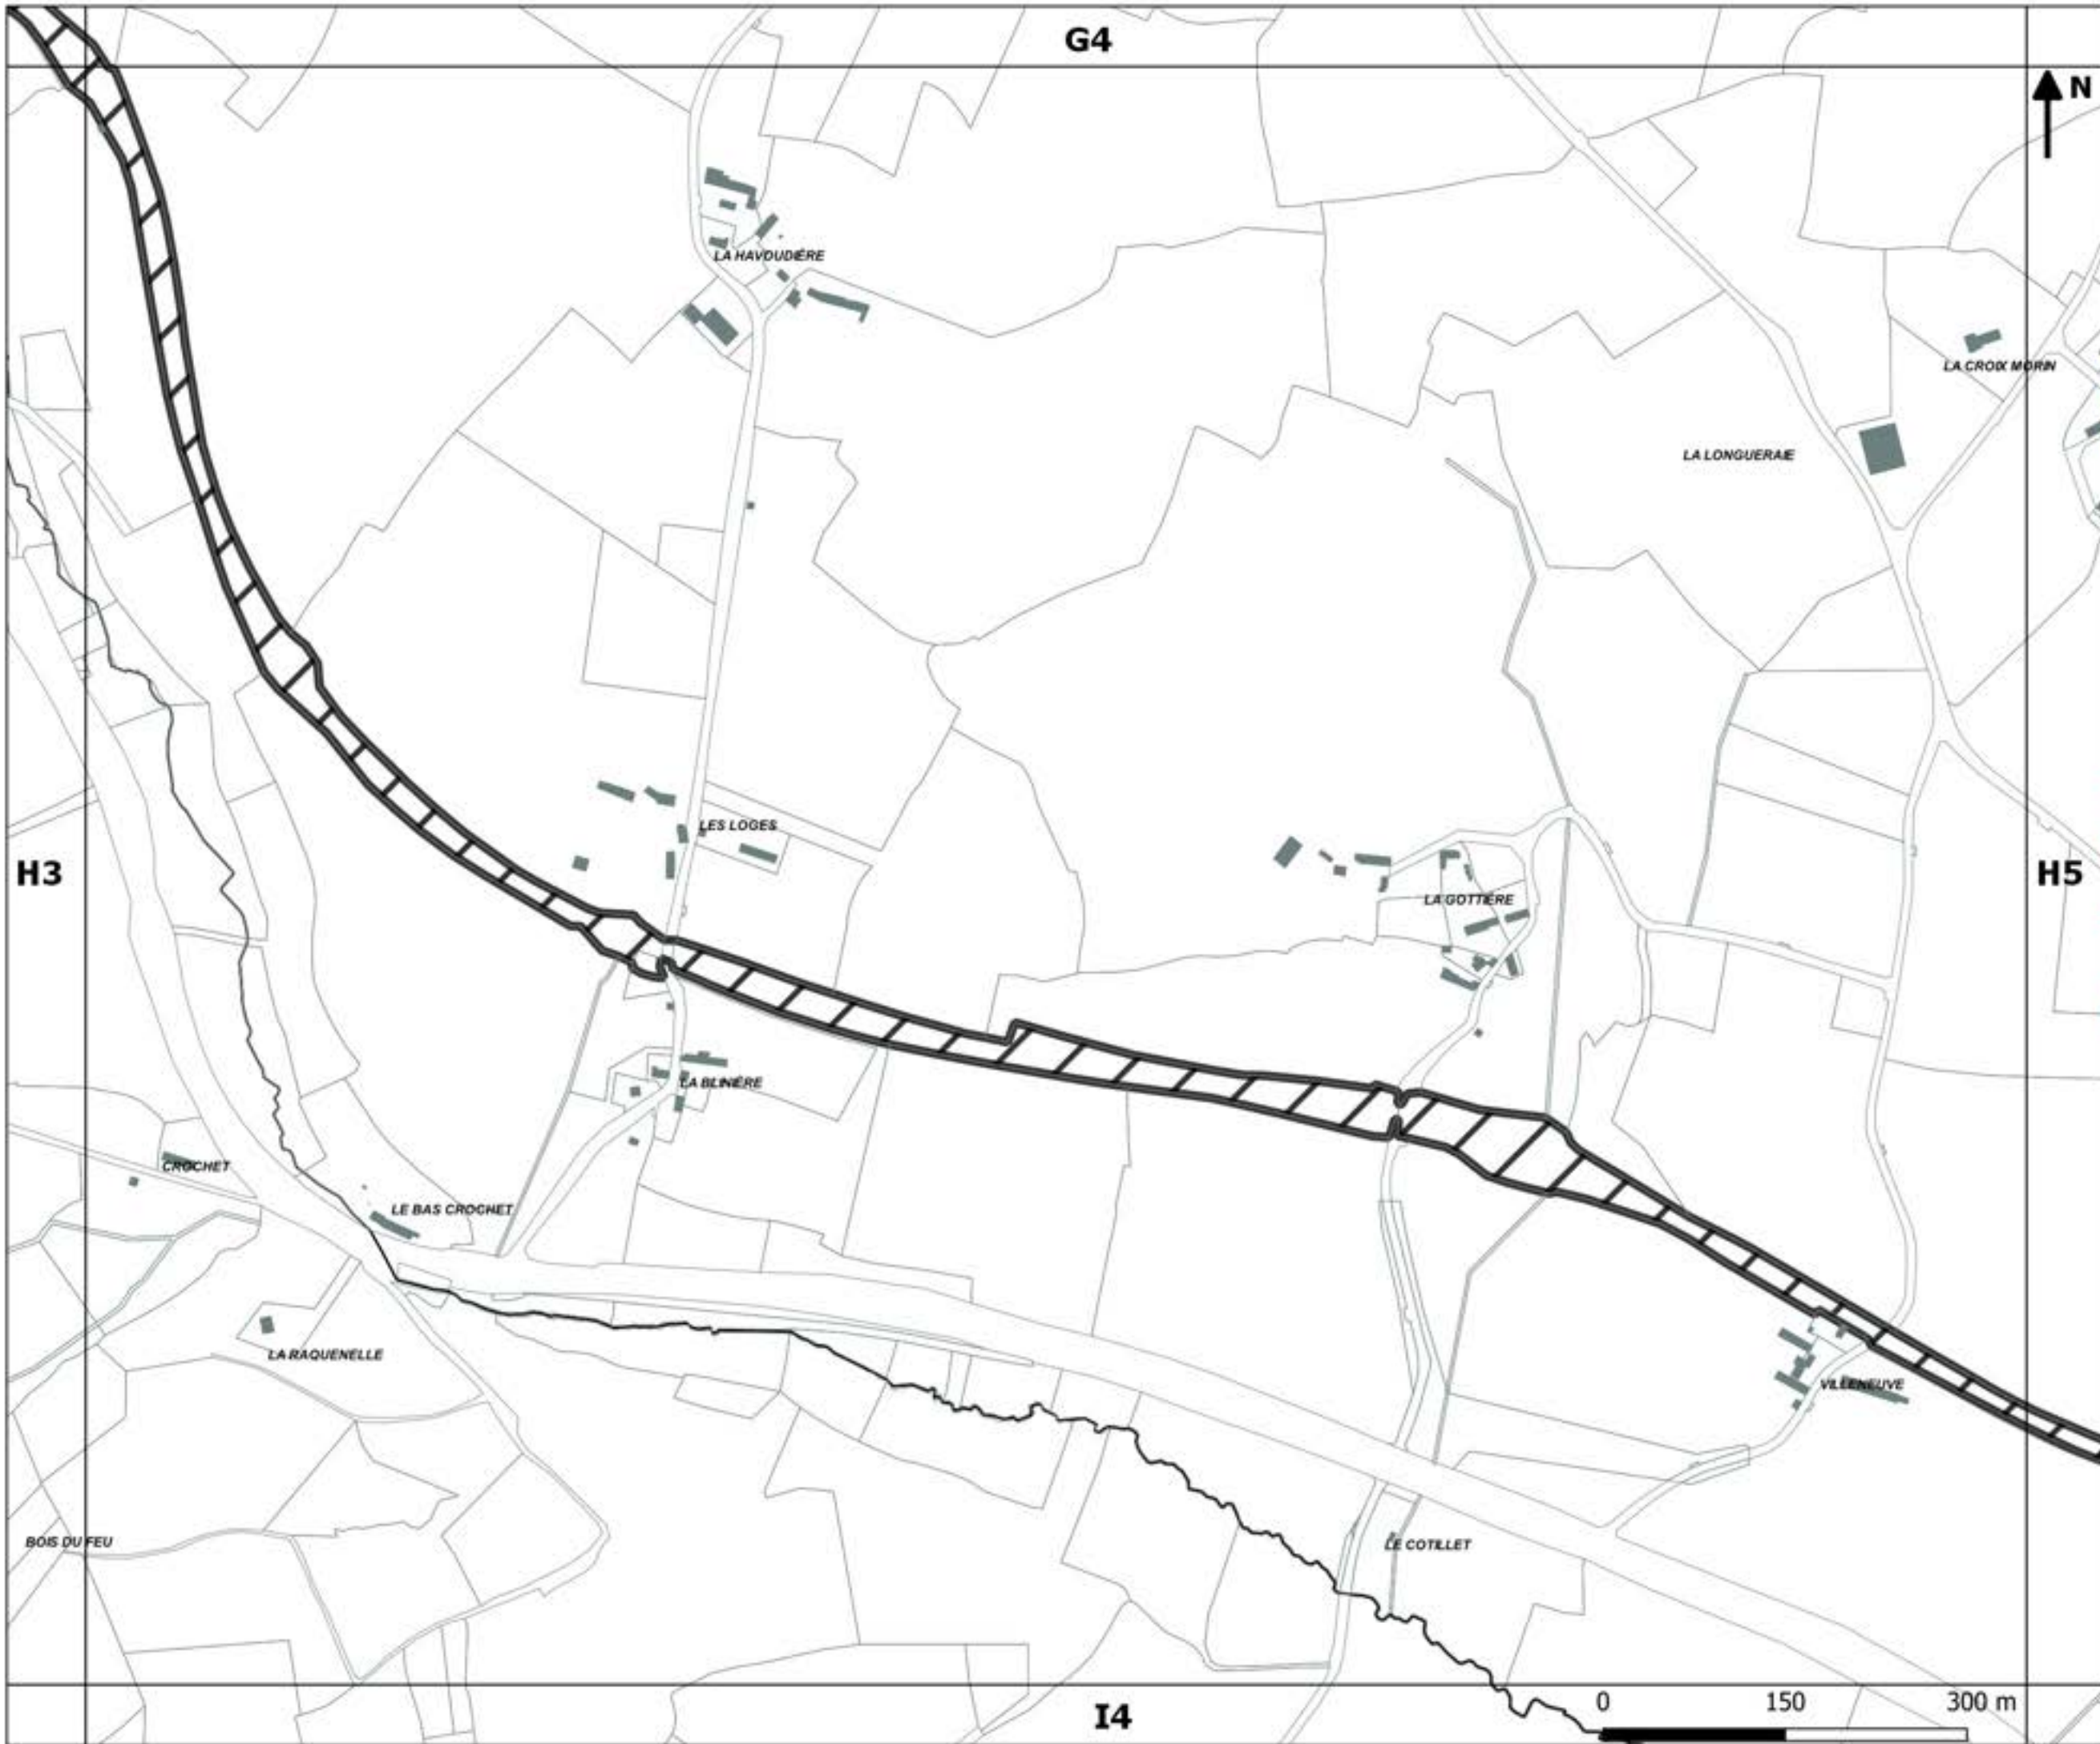 G4
N
LA HAVOUDIÈRE
LA CROIX MORIN
LA LONGUERAIE
LES LOGES
H3
H5
LA GOTTIÈRE
LA BLINIÈRE
CROCHET
LE BAS CROCHET
LA RAQUENELLE
VILLENEUVE
BOIS DU FEU
LE COTILLET
I4
0 150 300 m